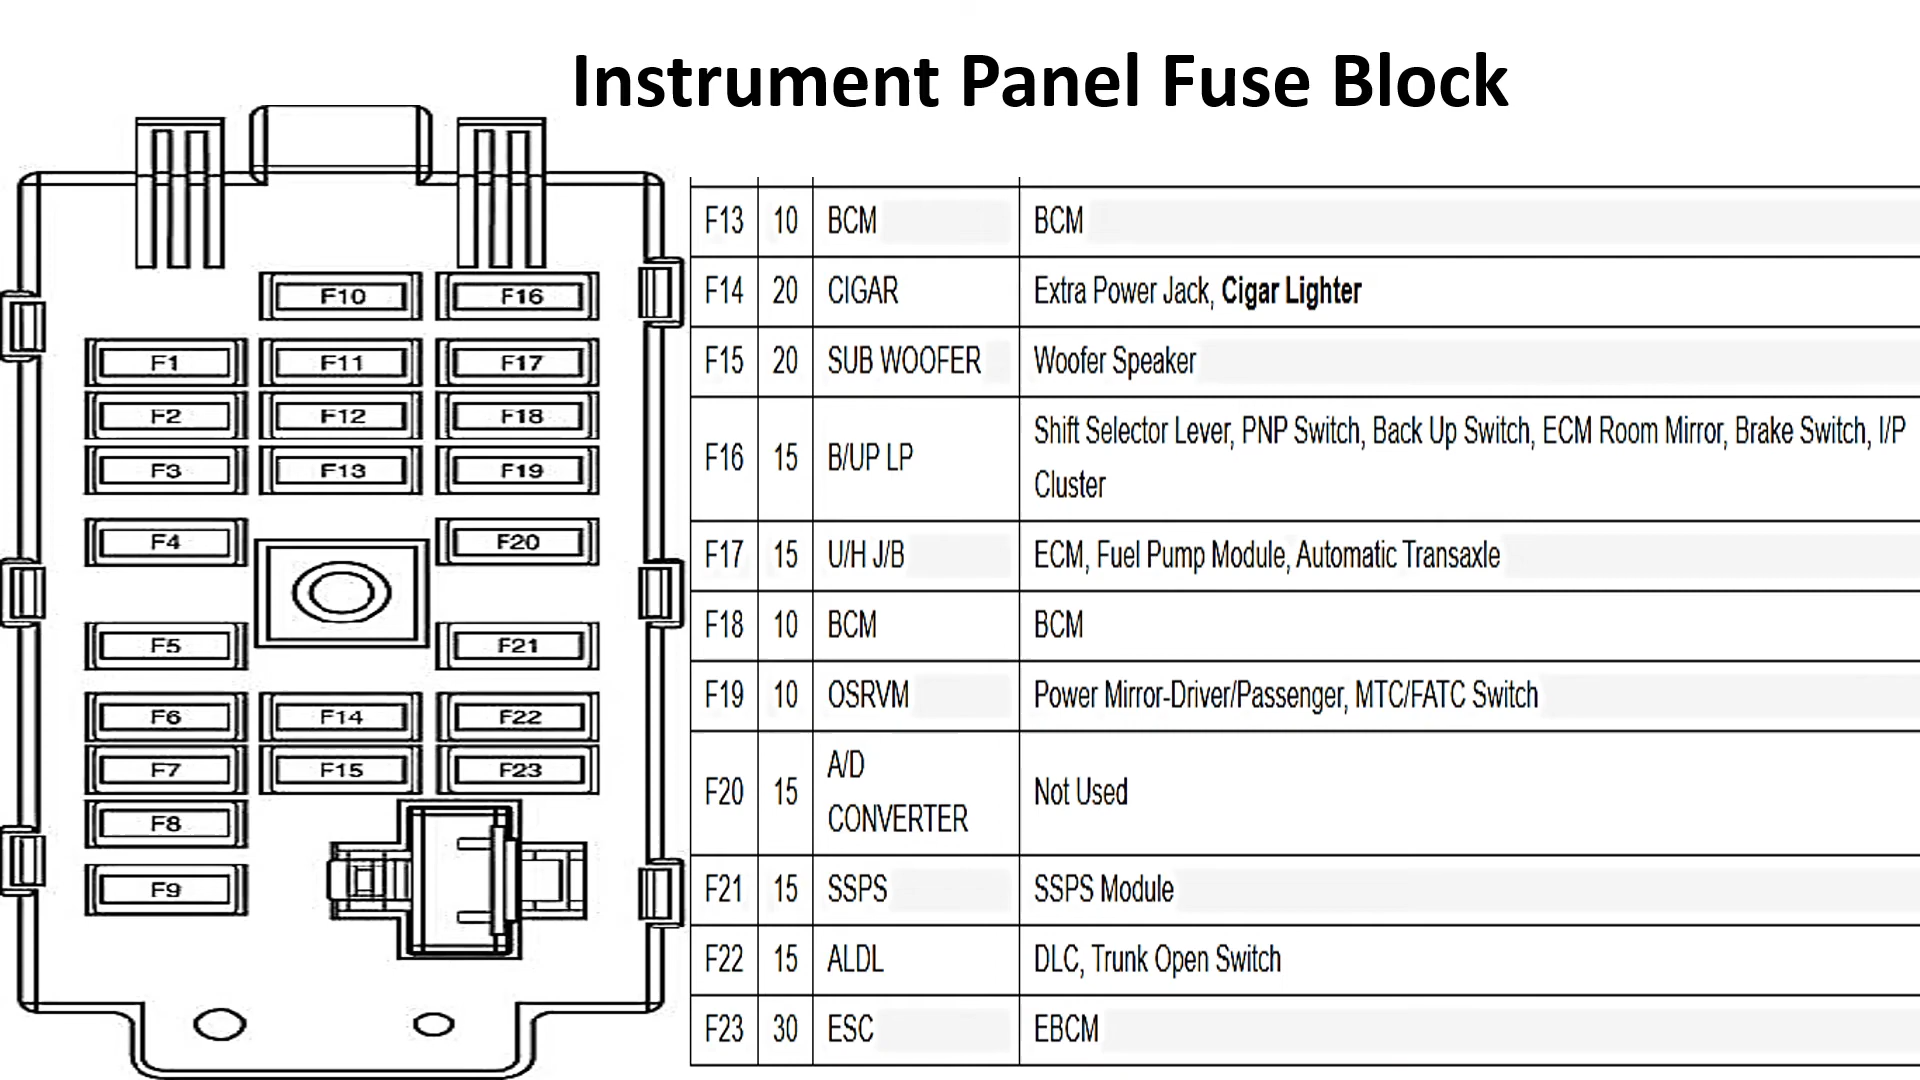 Instrument Panel Fuse Block
F10 F16
F1 F11 F17
F2 F12 F18
F3 F13 F19
F4 F20
F5 F21
F6 F14 F22
F7 F15 F23
F8
F9
F13 10 BCM BCM
F14 20 CIGAR Extra Power Jack, Cigar Lighter
F15 20 SUB WOOFER Woofer Speaker
F16 15 B/UP LP Shift Selector Lever, PNP Switch, Back Up Switch, ECM Room Mirror, Brake Switch, I/P
Cluster
F17 15 U/H J/B ECM, Fuel Pump Module, Automatic Transaxle
F18 10 BCM BCM
F19 10 OSRVM Power Mirror-Driver/Passenger, MTC/FATC Switch
F20 15 A/D
CONVERTER Not Used
F21 15 SSPS SSPS Module
F22 15 ALDL DLC, Trunk Open Switch
F23 30 ESC EBCM